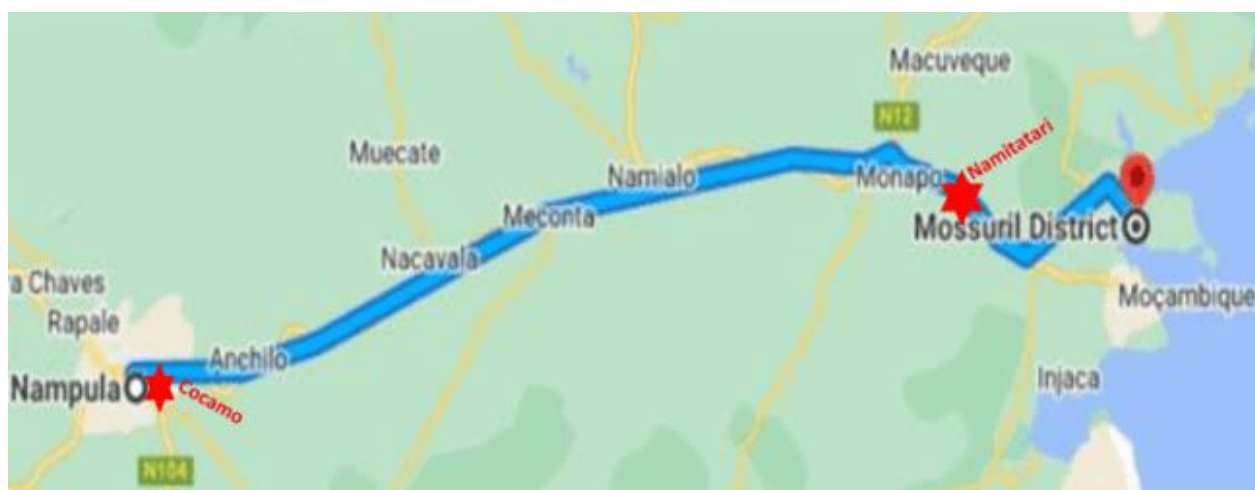 Macuveque
N12
Namitatari
Muecate
Monapo
Namialo
Meconta
Mossuril District
Nacavala
a Chaves
Moçambique
Rapale
Anchilo
Injaca
Nampula
Cocamo
N104